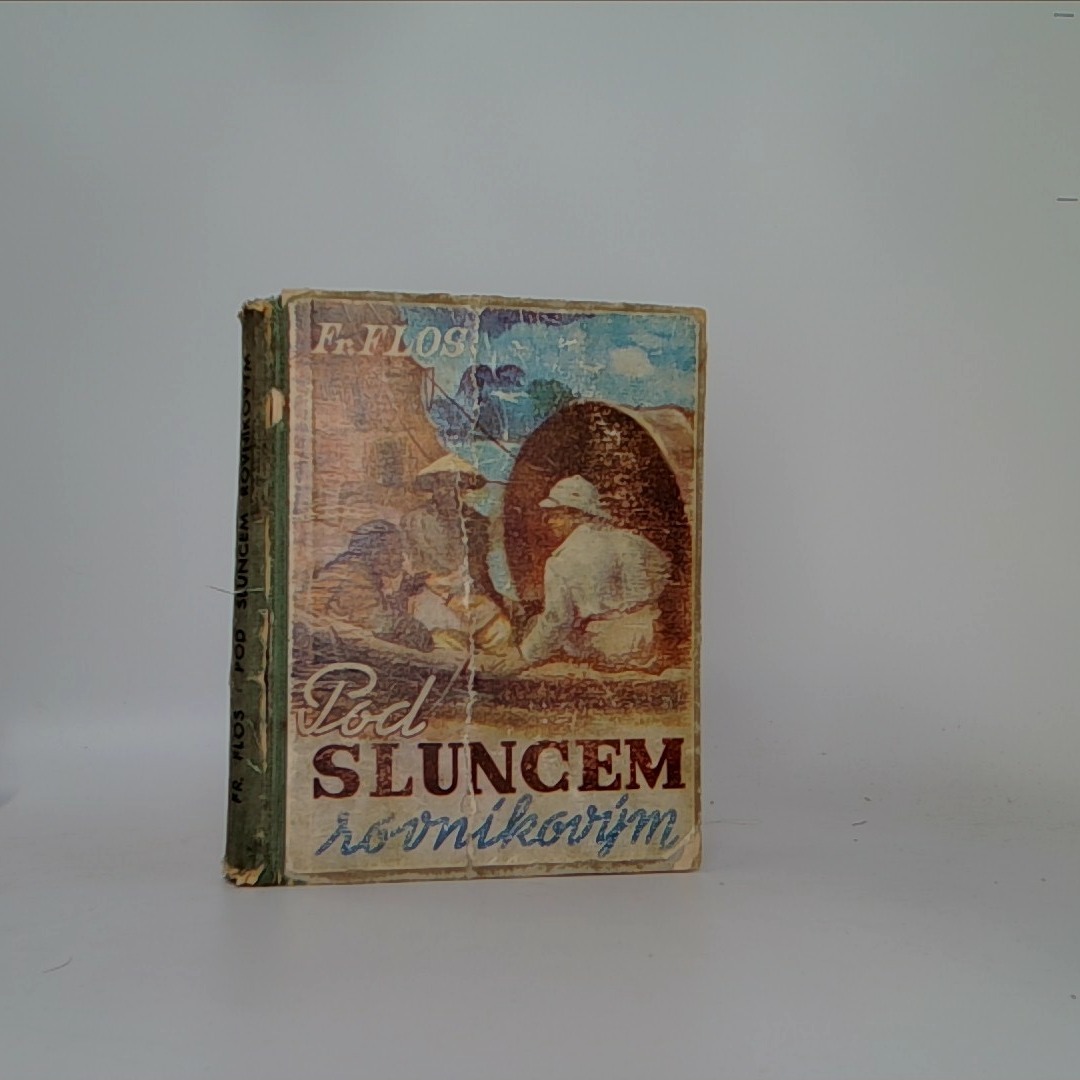 Fr. FLOS
Pod
SLUNCEM
rovníkovým
FR. FLOS POD SLUNCEM ROVNÍKOVÝM